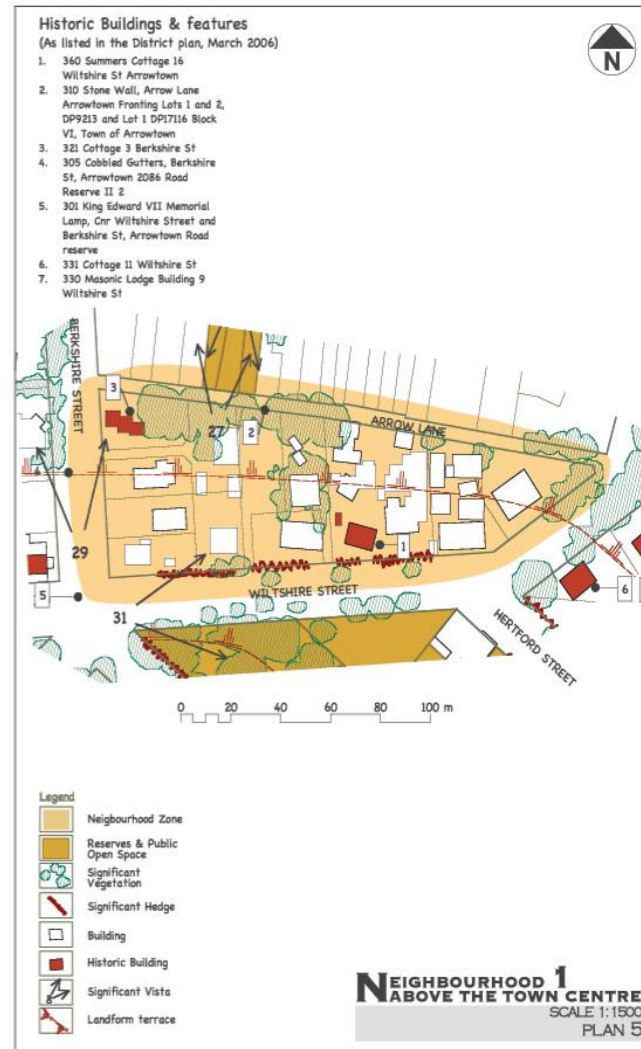 Historic Buildings & features
(As listed in the District plan, March 2006)
1. 360 Summers Cottage 16
Wiltshire St Arrowtown
2. 310 Stone Wall, Arrow Lane
Arrowtown Fronting Lots 1 and 2,
DP9213 and Lot 1 DP17116 Block
VI, Town of Arrowtown
3. 321 Cottage 3 Berkshire St
4. 305 Cobbled Gutters, Berkshire
St, Arrowtown 2086 Road
Reserve II 2
5. 301 King Edward VII Memorial
Lamp, Cnr Wiltshire Street and
Berkshire St, Arrowtown Road
reserve
6. 331 Cottage 11 Wiltshire St
7. 330 Masonic Lodge Building 9
Wiltshire St
N
BERKSHIRE STREET
3
27
2
ARROW LANE
4
29
1
5
WILTSHIRE STREET
6
31
HERTFORD STREET
0 20 40 60 80 100 m
Legend
Neigbourhood Zone
Reserves & Public
Open Space
Significant
Vegetation
Significant Hedge
Building
Historic Building
8
Significant Vista
Landform terrace
NEIGHBOURHOOD 1
ABOVE THE TOWN CENTRE
SCALE 1:1500
PLAN 5